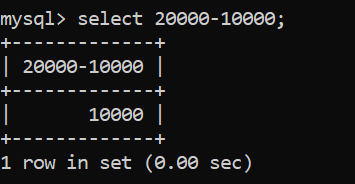 mysql> select 20000-10000;
+-------------+
| 20000-10000 |
+-------------+
|       10000 |
+-------------+
1 row in set (0.00 sec)